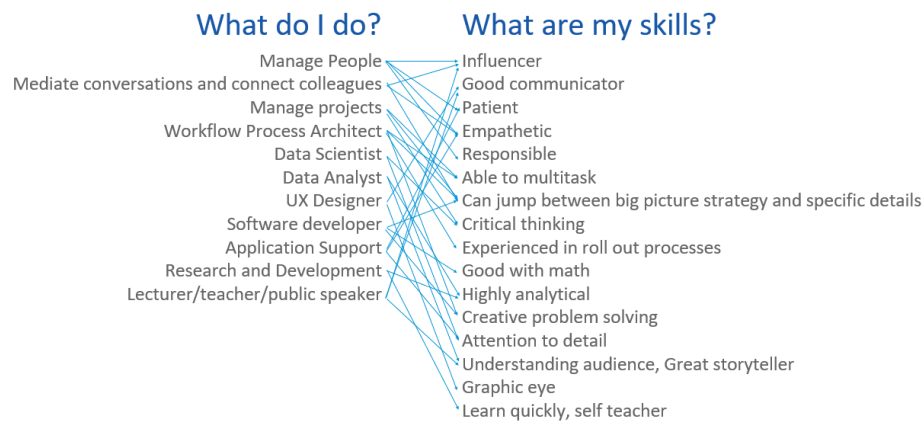 What do I do?
Manage People
Mediate conversations and connect colleagues
Manage projects
Workflow Process Architect
Data Scientist
Data Analyst
UX Designer
Software developer
Application Support
Research and Development
Lecturer/teacher/public speaker
What are my skills?
Influencer
Good communicator
Patient
Empathetic
Responsible
Able to multitask
Can jump between big picture strategy and specific details
Critical thinking
Experienced in roll out processes
Good with math
Highly analytical
Creative problem solving
Attention to detail
Understanding audience, Great storyteller
Graphic eye
Learn quickly, self teacher